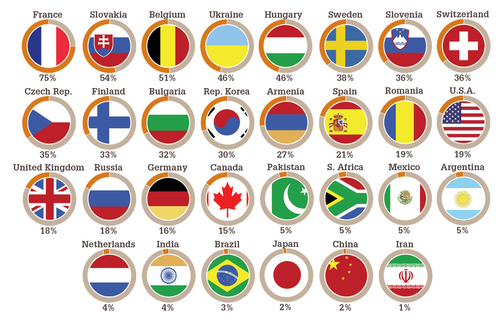 France Slovakia Belgium Ukraine Hungary Sweden Slovenia Switzerland
75% 54% 51% 46% 46% 38% 36% 36%
Czech Rep. Finland Bulgaria Rep. Korea Armenia Spain Romania U.S.A.
35% 33% 32% 30% 27% 21% 19% 19%
United Kingdom Russia Germany Canada Pakistan S. Africa Mexico Argentina
18% 18% 16% 15% 5% 5% 5% 5%
Netherlands India Brazil Japan China Iran
4% 4% 3% 2% 2% 1%